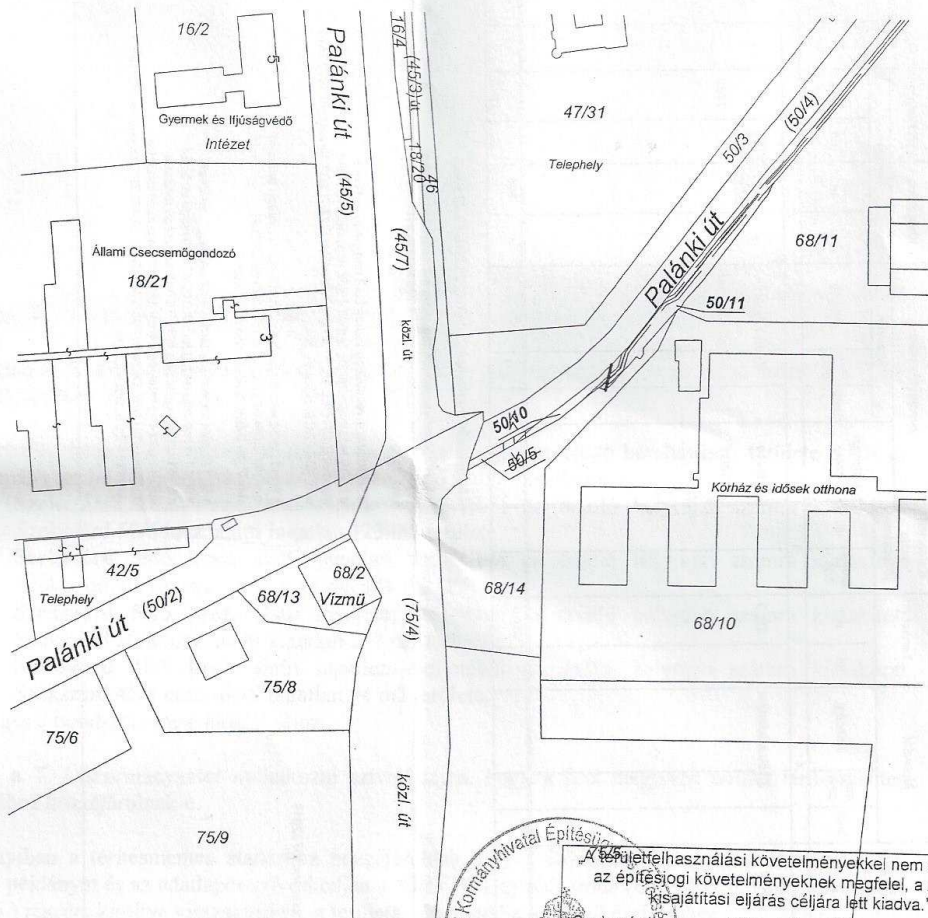 16/2
5
Gyermek és Ifjúságvédő
Intézet
Palánki út
(45/5)
16/4
(45/3) út
18/20
46
(45/7)
közl. út
47/31
Telephely
50/3
(50/4)
Palánki út
68/11
50/11
Állami Csecsemőgondozó
18/21
3
50/10
50/5
Kórház és idősek otthona
42/5
Telephely
Palánki út (50/2)
68/13
68/2
Vízmű
(75/4)
68/14
68/10
75/8
75/6
75/9
közl. út
Kormányhivatal Építésügyi
"A területfelhasználási követelményekkel nem
az építésjogi követelményeknek megfelel, a
kisajátítási eljárás céljára lett kiadva."